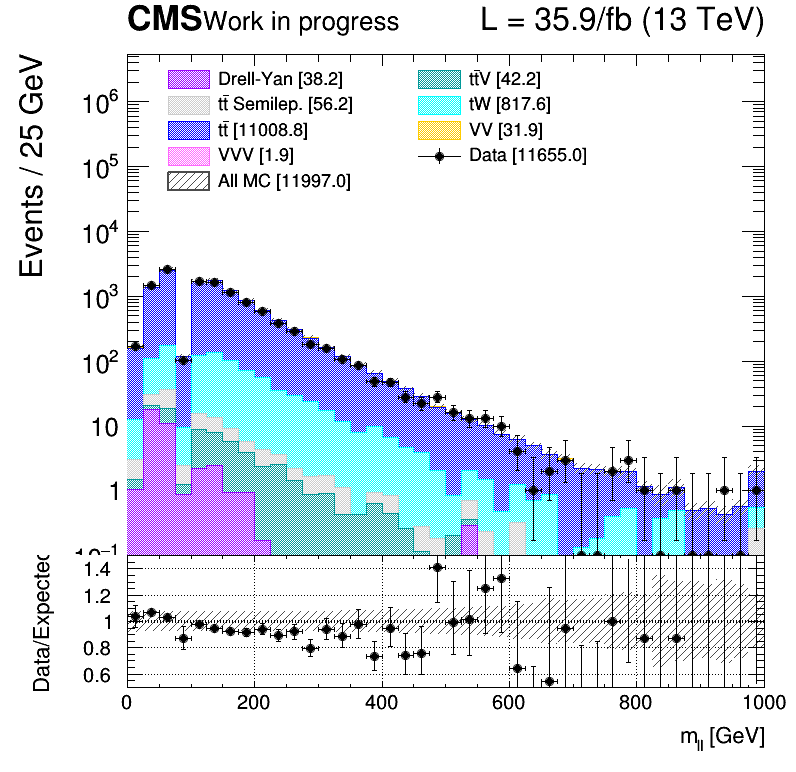 CMS Work in progress L = 35.9/fb (13 TeV)
Events / 25 GeV
Drell-Yan [38.2] tt̄V [42.2]
tt̄ Semilep. [56.2] tW [817.6]
tt̄ [11008.8] VV [31.9]
VVV [1.9] Data [11655.0]
All MC [11997.0]
10⁶
10⁵
10⁴
10³
10²
10
1
10⁻¹
Data/Expected
1.4
1.2
1
0.8
0.6
0 200 400 600 800 1000
m_ll [GeV]